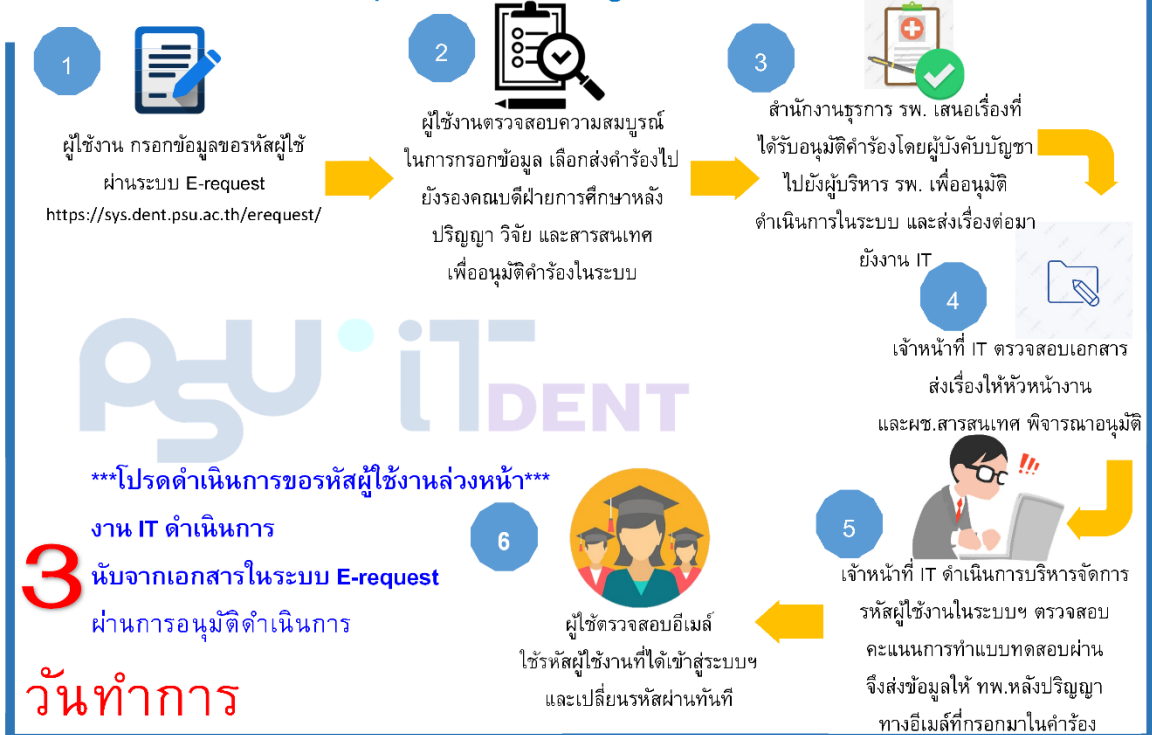 1
ผู้ใช้งาน กรอกข้อมูลขอรหัสผู้ใช้
ผ่านระบบ E-request
https://sys.dent.psu.ac.th/erequest/
2
ผู้ใช้งานตรวจสอบความสมบูรณ์
ในการกรอกข้อมูล เลือกส่งคำร้องไป
ยังรองคณบดีฝ่ายการศึกษาหลัง
ปริญญา วิจัย และสารสนเทศ
เพื่ออนุมัติคำร้องในระบบ
3
สำนักงานธุรการ รพ. เสนอเรื่องที่
ได้รับอนุมัติคำร้องโดยผู้บังคับบัญชา
ไปยังผู้บริหาร รพ. เพื่ออนุมัติ
ดำเนินการในระบบ และส่งเรื่องต่อมา
ยังงาน IT
4
เจ้าหน้าที่ IT ตรวจสอบเอกสาร
ส่งเรื่องให้หัวหน้างาน
และผช.สารสนเทศ พิจารณาอนุมัติ
5
เจ้าหน้าที่ IT ดำเนินการบริหารจัดการ
รหัสผู้ใช้งานในระบบฯ ตรวจสอบ
คะแนนการทำแบบทดสอบผ่าน
จึงส่งข้อมูลให้ ทพ.หลังปริญญา
ทางอีเมล์ที่กรอกมาในคำร้อง
6
ผู้ใช้ตรวจสอบอีเมล์
ใช้รหัสผู้ใช้งานที่ได้เข้าสู่ระบบฯ
และเปลี่ยนรหัสผ่านทันที
PSU iT DENT
***โปรดดำเนินการขอรหัสผู้ใช้งานล่วงหน้า***
งาน IT ดำเนินการ
3 นับจากเอกสารในระบบ E-request
ผ่านการอนุมัติดำเนินการ
วันทำการ